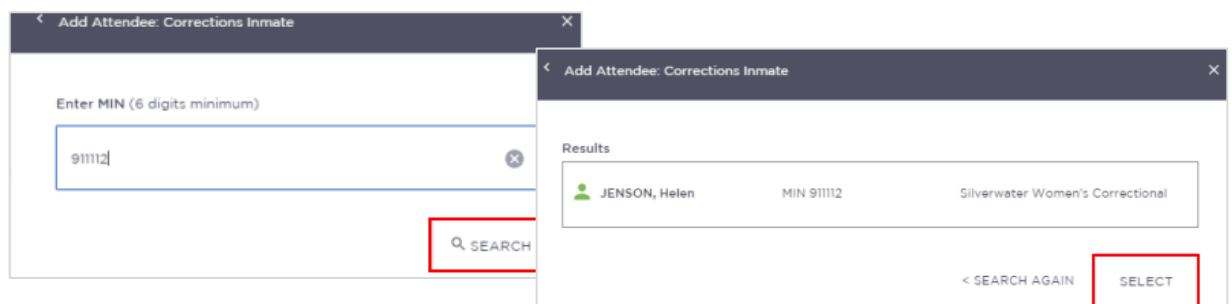 Add Attendee: Corrections Inmate
Enter MIN (6 digits minimum)
911112
SEARCH
Add Attendee: Corrections Inmate
Results
JENSON, Helen MIN 911112 Silverwater Women's Correctional
< SEARCH AGAIN SELECT